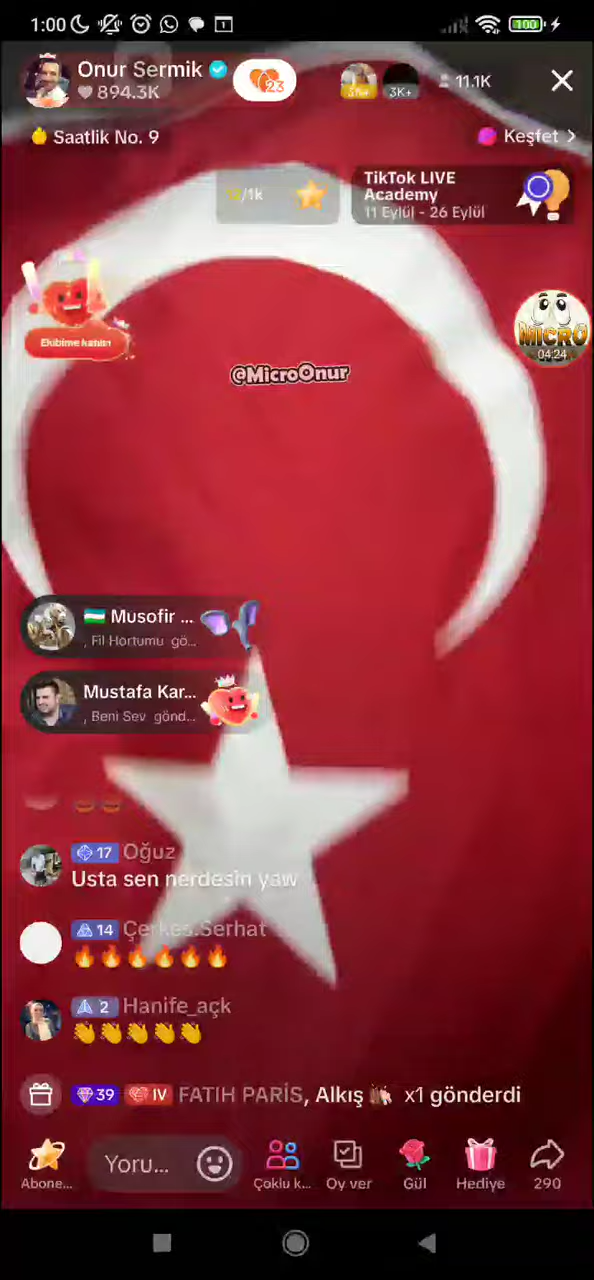 1:00
100
Onur Sermik
894.3K
23
3K+
11.1K
Saatlik No. 9
Keşfet
/1k
TikTok LIVE
Academy
11 Eylül - 26 Eylül
Ekibime katılın
MICRO
04:24
@MicroOnur
Musofir ...
, Fil Hortumu gö...
Mustafa Kar...
, Beni Sev gönd...
17 Oğuz
Usta sen nerdesin yaw
14 Çerkes.Serhat
🔥🔥🔥🔥🔥🔥
2 Hanife_açk
👏👏👏👏👏
39 IV FATIH PARİS, Alkış x1 gönderdi
Abone...
Yoru...
Çoklu k...
Oy ver
Gül
Hediye
290